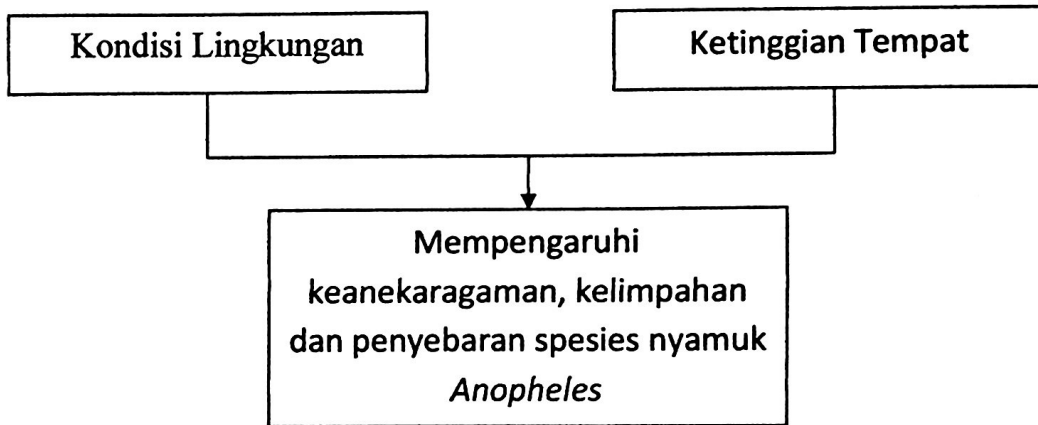 Kondisi Lingkungan
Ketinggian Tempat
Mempengaruhi
keanekaragaman, kelimpahan
dan penyebaran spesies nyamuk
Anopheles